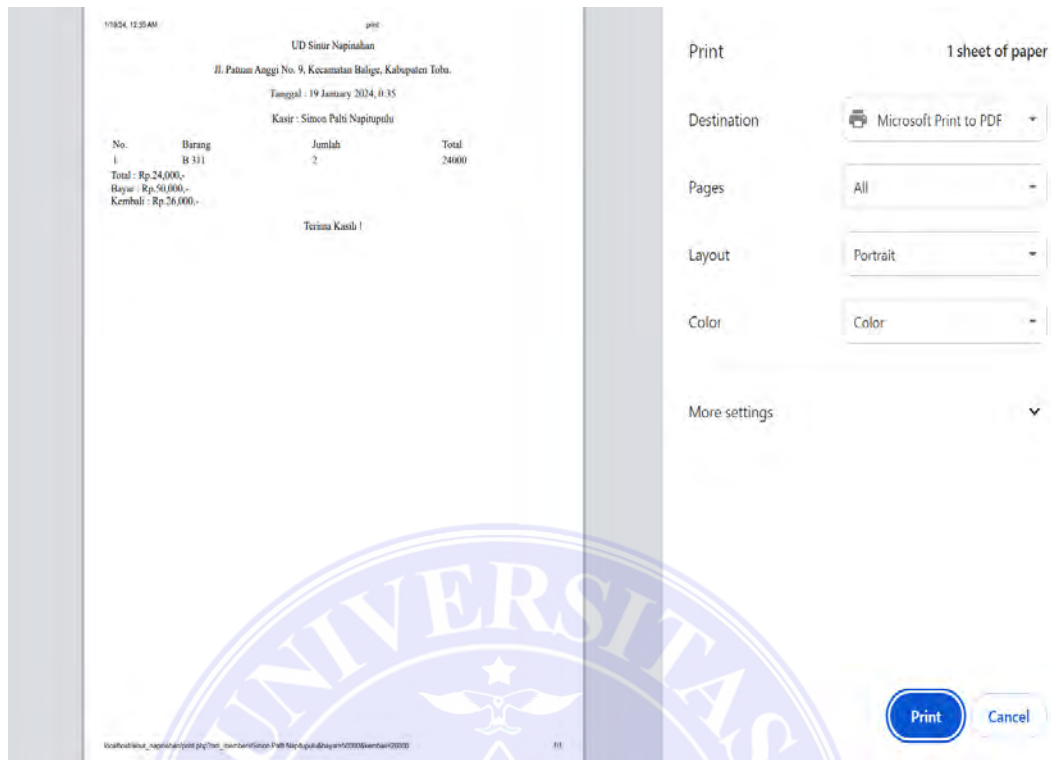 1/19/24, 12:35 AM print
UD Sinur Napinahan
Jl. Patuan Anggi No. 9, Kecamatan Balige, Kabupaten Toba.
Tanggal : 19 January 2024, 0:35
Kasir : Simon Palti Napitupulu
No. Barang Jumlah Total
1 B 311 2 24000
Total : Rp.24,000,-
Bayar : Rp.50,000,-
Kembali : Rp.26,000,-
Terima Kasih !
1/1
Print 1 sheet of paper
Destination Microsoft Print to PDF
Pages All
Layout Portrait
Color Color
More settings
Print Cancel
UNIVERSITAS